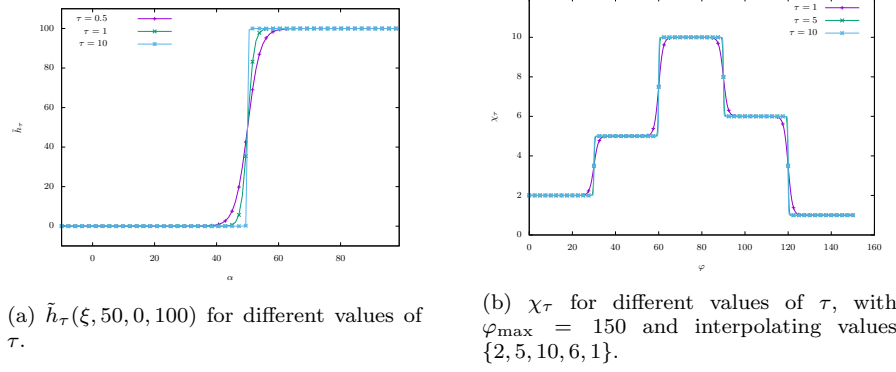 τ = 0.5
τ = 1
τ = 10
100
80
60
40
20
0
h̃τ
0 20 40 60 80
α
τ = 1
τ = 5
τ = 10
10
8
6
4
2
0
χτ
0 20 40 60 80 100 120 140 160
φ
(a) h̃τ(ξ, 50, 0, 100) for different values of
τ.
(b) χτ for different values of τ, with
φmax = 150 and interpolating values
{2, 5, 10, 6, 1}.